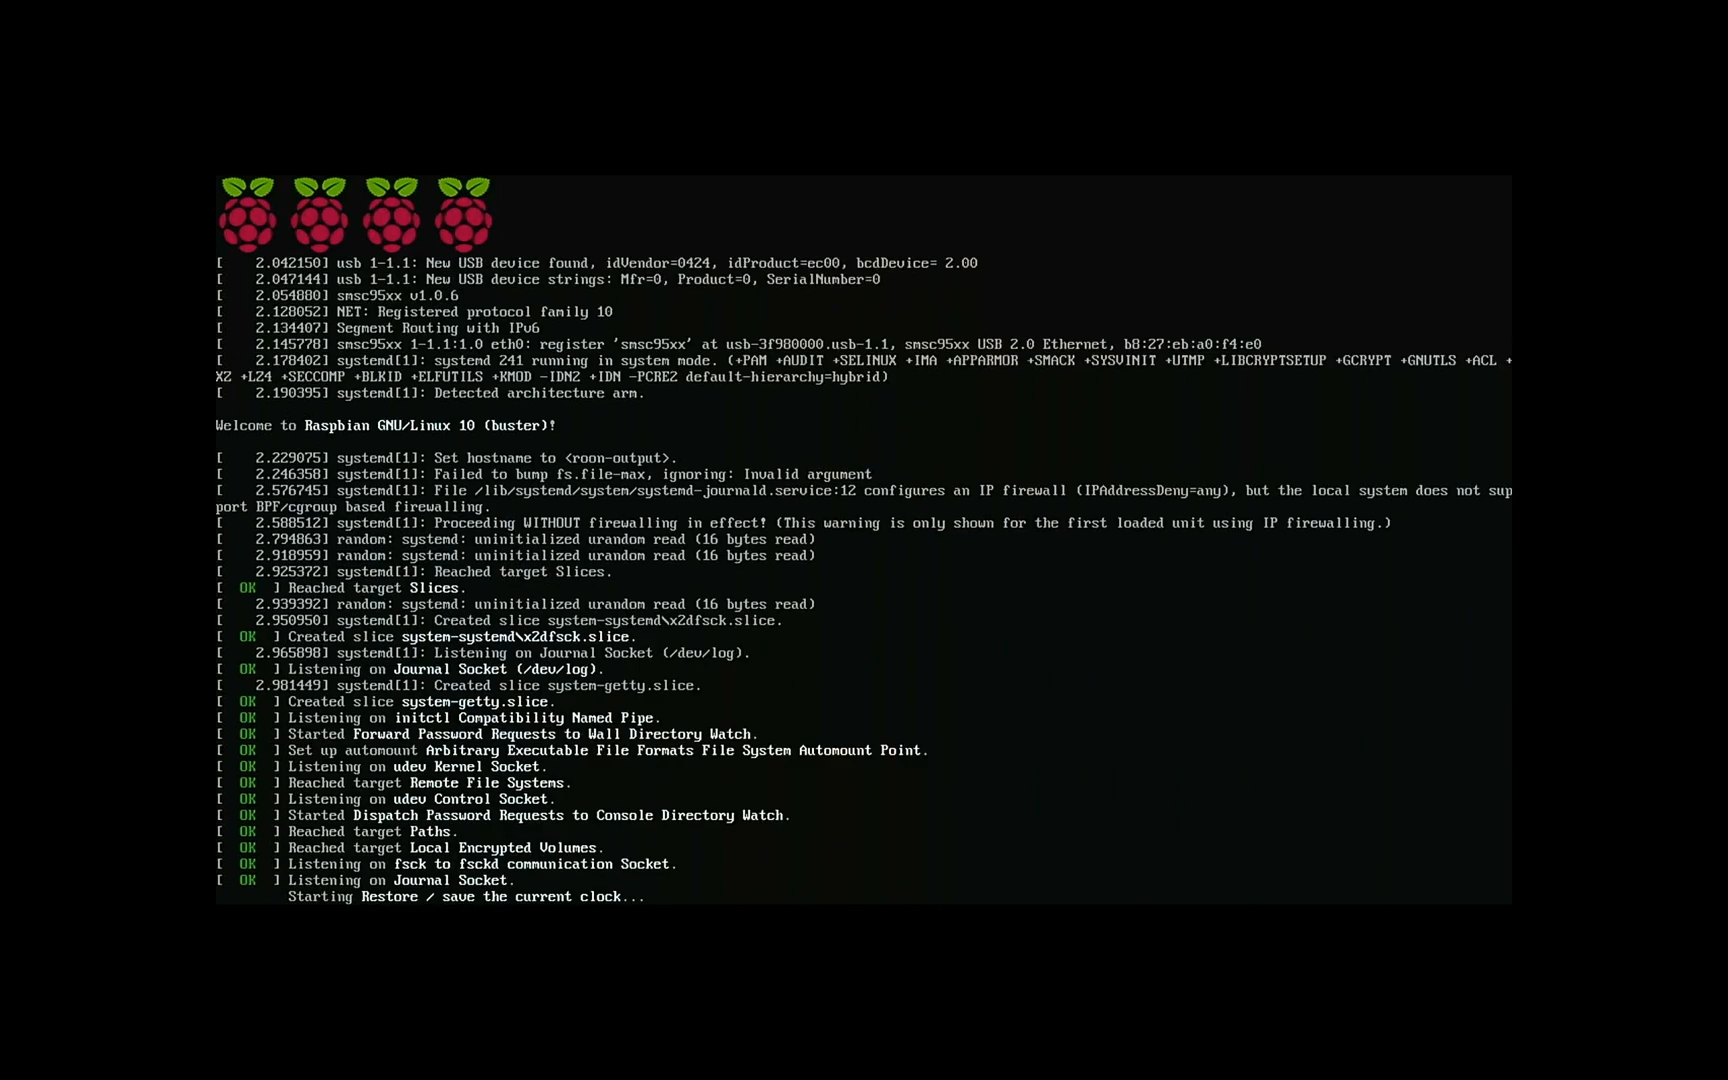 [    2.042150] usb 1-1.1: New USB device found, idVendor=0424, idProduct=ec00, bcdDevice= 2.00
[    2.047144] usb 1-1.1: New USB device strings: Mfr=0, Product=0, SerialNumber=0
[    2.054880] smsc95xx v1.0.6
[    2.128052] NET: Registered protocol family 10
[    2.134407] Segment Routing with IPv6
[    2.145778] smsc95xx 1-1.1:1.0 eth0: register 'smsc95xx' at usb-3f980000.usb-1.1, smsc95xx USB 2.0 Ethernet, b8:27:eb:a0:f4:e0
[    2.178402] systemd[1]: systemd 241 running in system mode. (+PAM +AUDIT +SELINUX +IMA +APPARMOR +SMACK +SYSVINIT +UTMP +LIBCRYPTSETUP +GCRYPT +GNUTLS +ACL +
XZ +LZ4 +SECCOMP +BLKID +ELFUTILS +KMOD -IDN2 +IDN -PCRE2 default-hierarchy=hybrid)
[    2.190395] systemd[1]: Detected architecture arm.
Welcome to Raspbian GNU/Linux 10 (buster)!
[    2.229075] systemd[1]: Set hostname to <roon-output>.
[    2.246358] systemd[1]: Failed to bump fs.file-max, ignoring: Invalid argument
[    2.576745] systemd[1]: File /lib/systemd/system/systemd-journald.service:12 configures an IP firewall (IPAddressDeny=any), but the local system does not sup
port BPF/cgroup based firewalling.
[    2.588512] systemd[1]: Proceeding WITHOUT firewalling in effect! (This warning is only shown for the first loaded unit using IP firewalling.)
[    2.794863] random: systemd: uninitialized urandom read (16 bytes read)
[    2.918959] random: systemd: uninitialized urandom read (16 bytes read)
[    2.925372] systemd[1]: Reached target Slices.
[  OK  ] Reached target Slices.
[    2.939392] random: systemd: uninitialized urandom read (16 bytes read)
[    2.950950] systemd[1]: Created slice system-systemd\x2dfsck.slice.
[  OK  ] Created slice system-systemd\x2dfsck.slice.
[    2.965898] systemd[1]: Listening on Journal Socket (/dev/log).
[  OK  ] Listening on Journal Socket (/dev/log).
[    2.981449] systemd[1]: Created slice system-getty.slice.
[  OK  ] Created slice system-getty.slice.
[  OK  ] Listening on initctl Compatibility Named Pipe.
[  OK  ] Started Forward Password Requests to Wall Directory Watch.
[  OK  ] Set up automount Arbitrary Executable File Formats File System Automount Point.
[  OK  ] Listening on udev Kernel Socket.
[  OK  ] Reached target Remote File Systems.
[  OK  ] Listening on udev Control Socket.
[  OK  ] Started Dispatch Password Requests to Console Directory Watch.
[  OK  ] Reached target Paths.
[  OK  ] Reached target Local Encrypted Volumes.
[  OK  ] Listening on fsck to fsckd communication Socket.
[  OK  ] Listening on Journal Socket.
Starting Restore / save the current clock...